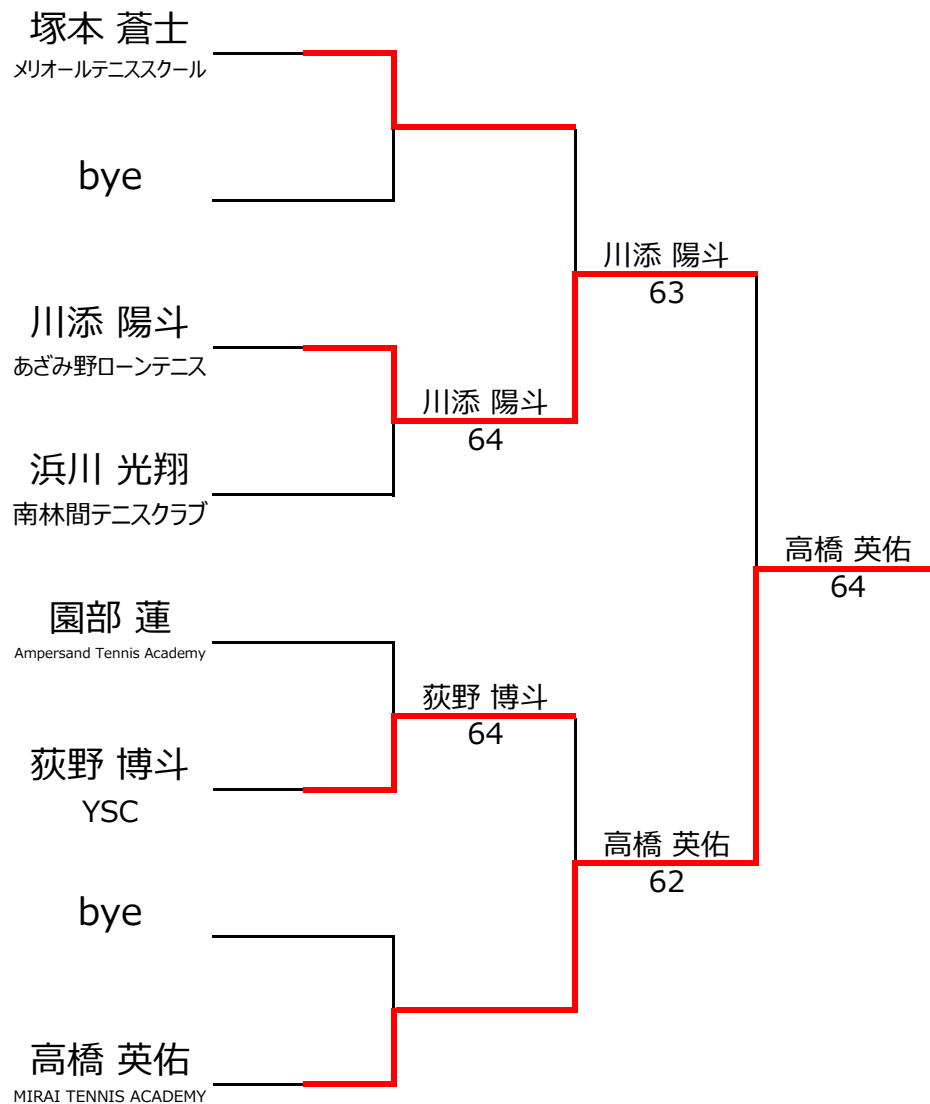 塚本 蒼士
メリオールテニススクール
bye
川添 陽斗
あざみ野ローンテニス
浜川 光翔
南林間テニスクラブ
園部 蓮
Ampersand Tennis Academy
荻野 博斗
YSC
bye
高橋 英佑
MIRAI TENNIS ACADEMY
川添 陽斗
64
荻野 博斗
64
川添 陽斗
63
高橋 英佑
62
高橋 英佑
64